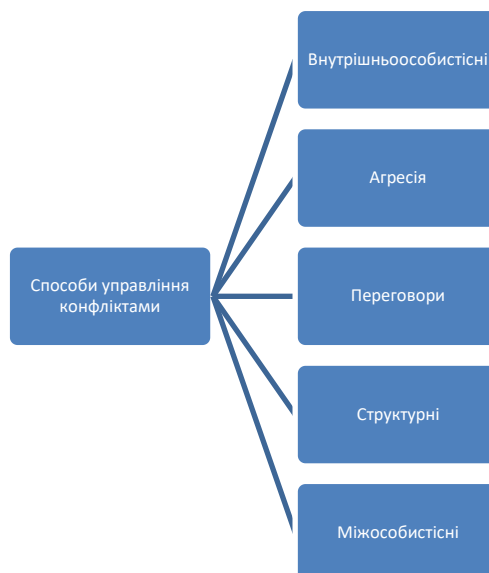 Внутрішньоособистісні
Агресія
Способи управління
конфліктами
Переговори
Структурні
Міжособистісні